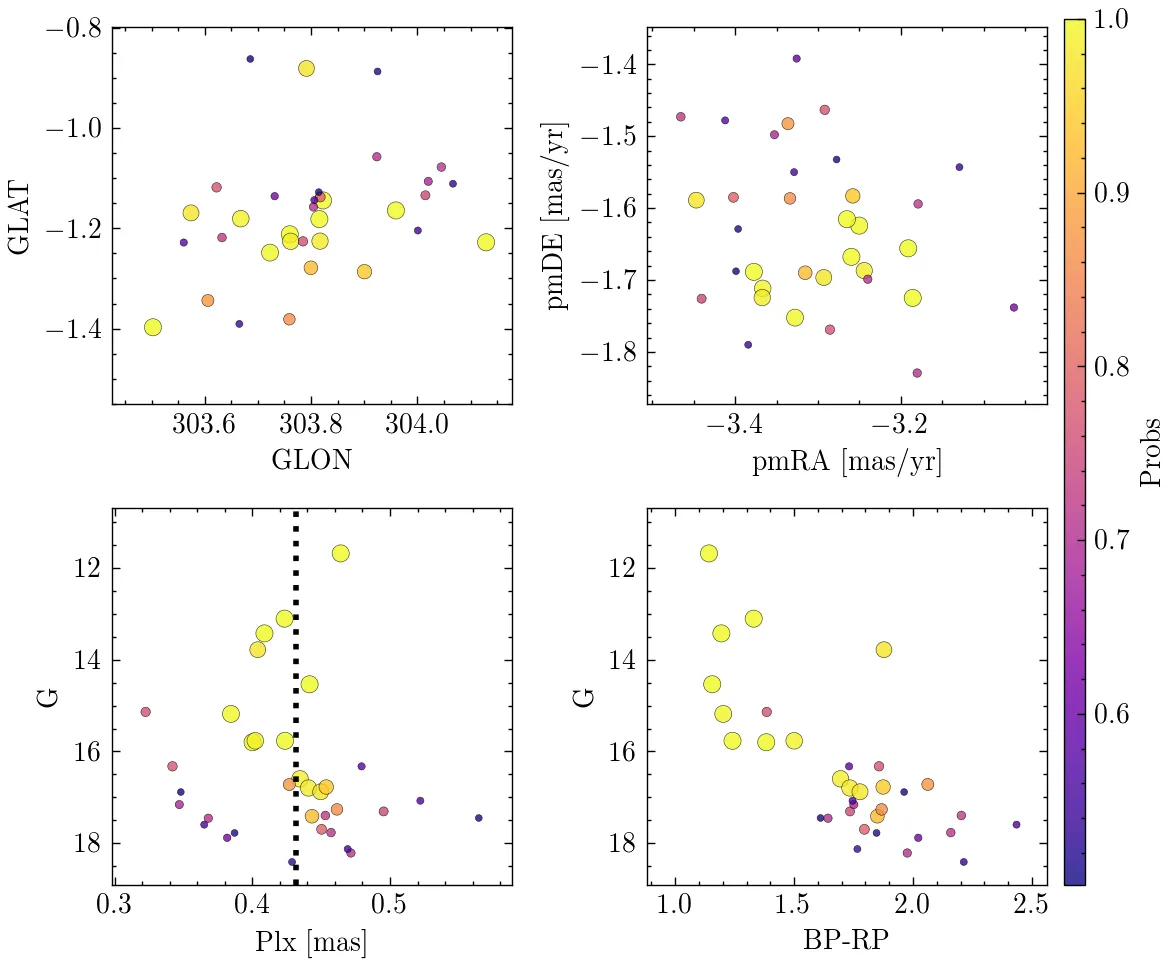 −0.8
−1.0
−1.2
−1.4
GLAT
303.6 303.8 304.0
GLON
−1.4
−1.5
−1.6
−1.7
−1.8
pmDE [mas/yr]
−3.4 −3.2
pmRA [mas/yr]
12
14
16
18
G
0.3 0.4 0.5
Plx [mas]
12
14
16
18
G
1.0 1.5 2.0 2.5
BP-RP
1.0
0.9
0.8
0.7
0.6
Probs